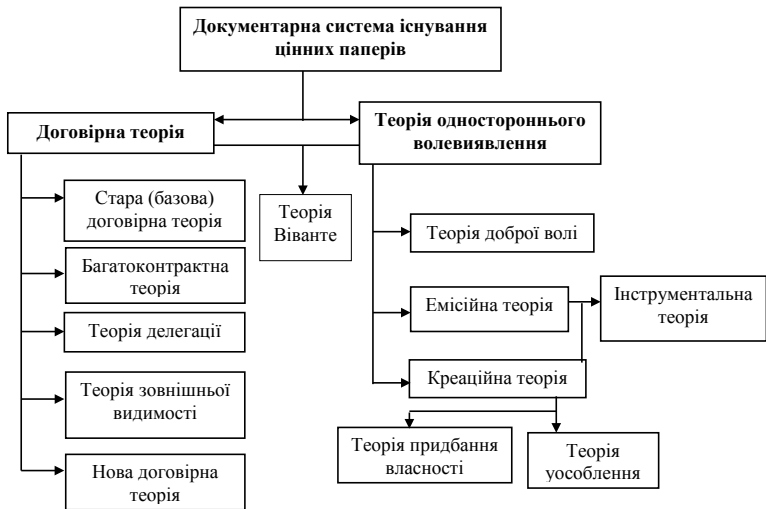 Документарна система існування
цінних паперів
Договірна теорія
Теорія одностороннього
волевиявлення
Стара (базова)
договірна теорія
Багатоконтрактна
теорія
Теорія делегації
Теорія зовнішньої
видимості
Нова договірна
теорія
Теорія
Віванте
Теорія доброї волі
Емісійна теорія
Інструментальна
теорія
Креаційна теорія
Теорія придбання
власності
Теорія
уособлення